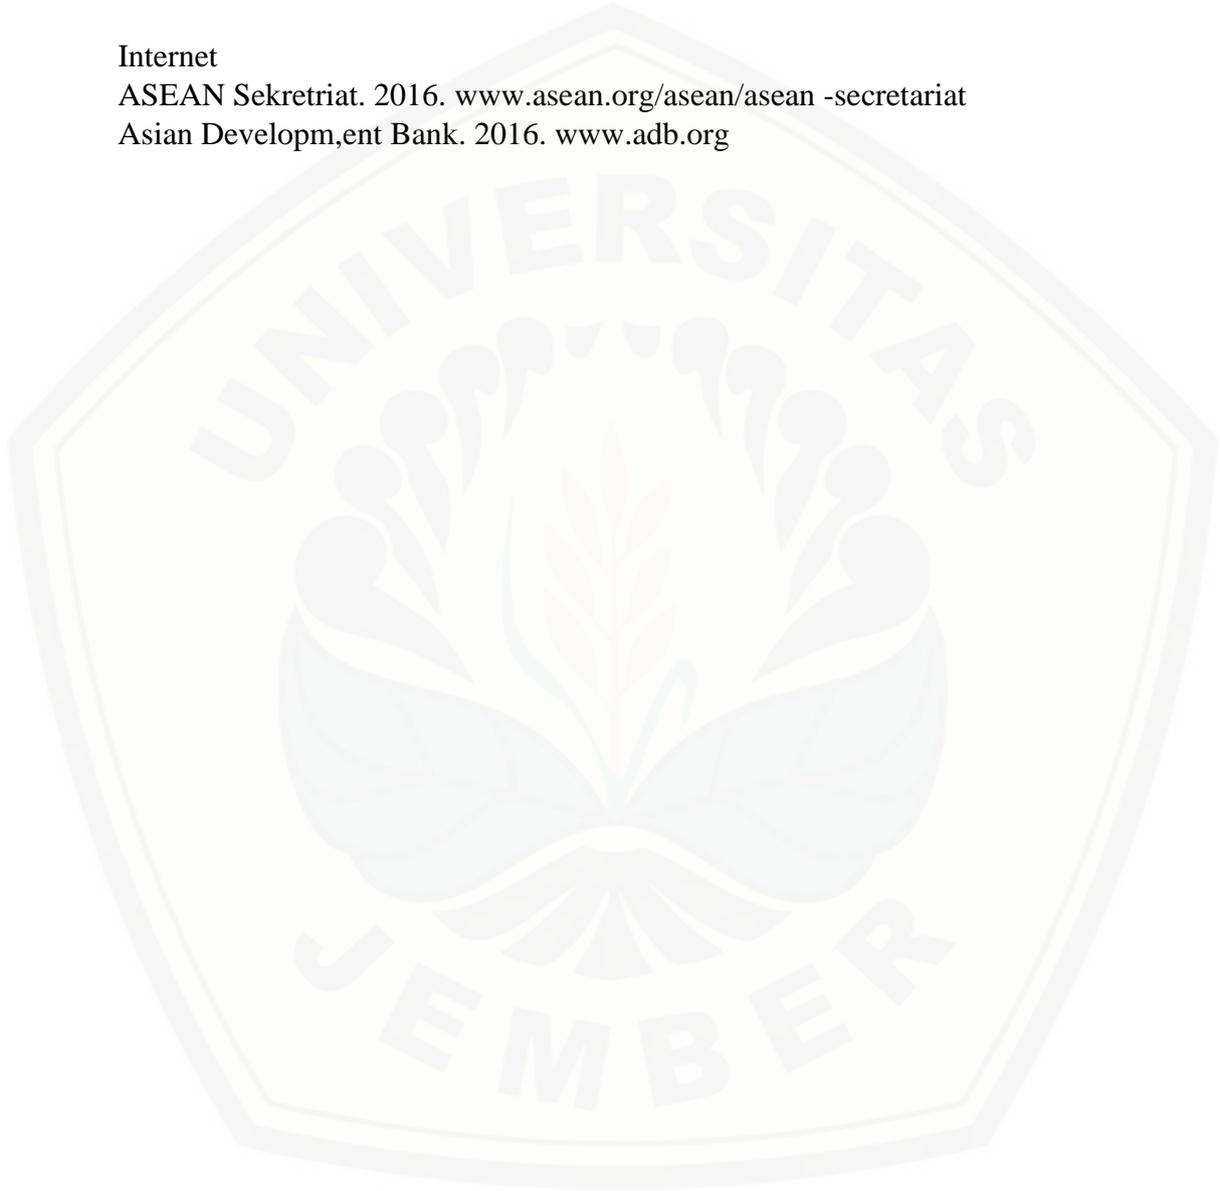 Internet
ASEAN Sekretriat. 2016. www.asean.org/asean/asean -secretariat
Asian Developm,ent Bank. 2016. www.adb.org
UNIVERSITAS
JEMBER